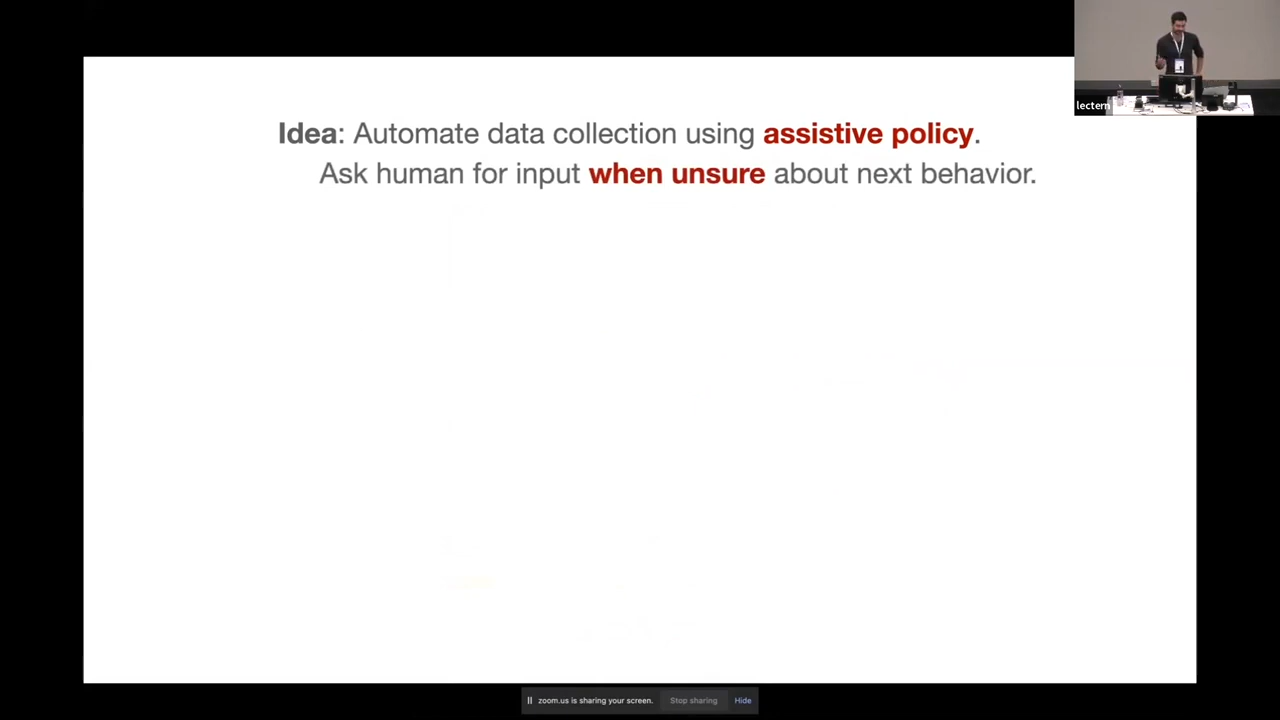 Idea: Automate data collection using assistive policy.
Ask human for input when unsure about next behavior.
lectern
zoom.us is sharing your screen.
Stop sharing
Hide